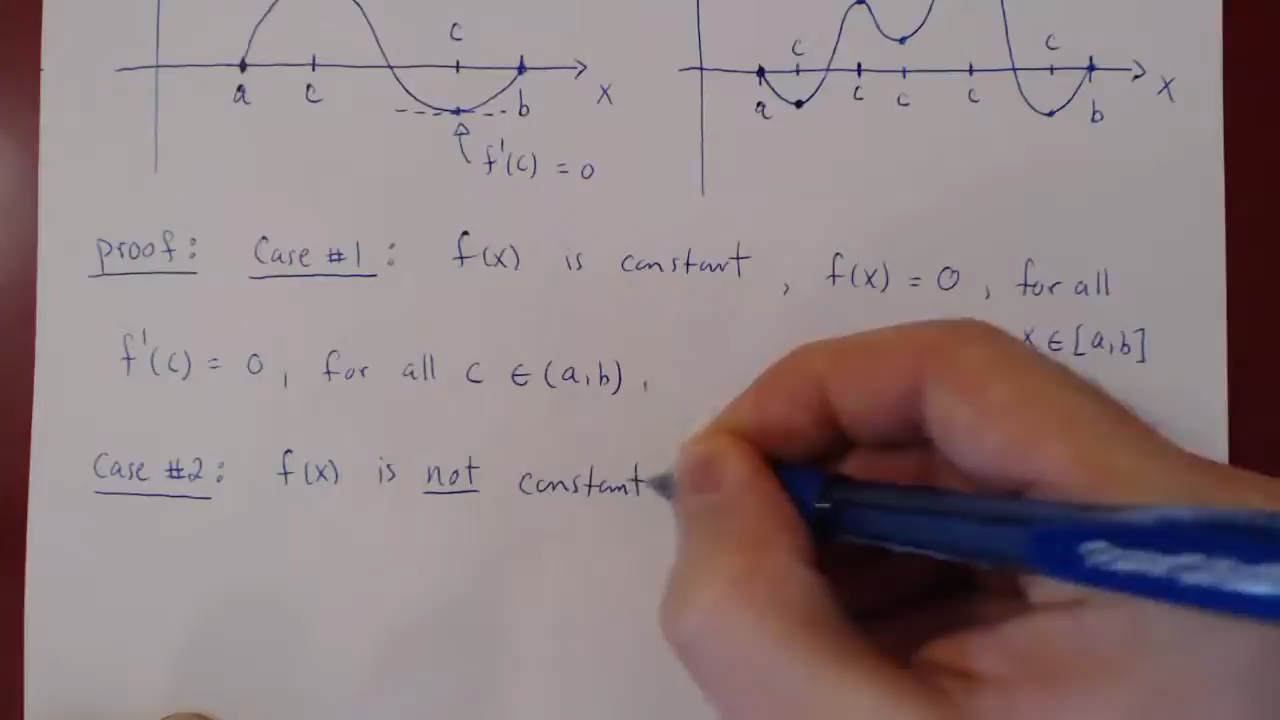 c c c
a c b x a c c c b x
f'(c) = 0
proof: Case #1: f(x) is constant, f(x) = 0, for all
x ∈ [a,b]
f'(c) = 0, for all c ∈ (a,b).
Case #2: f(x) is not constant